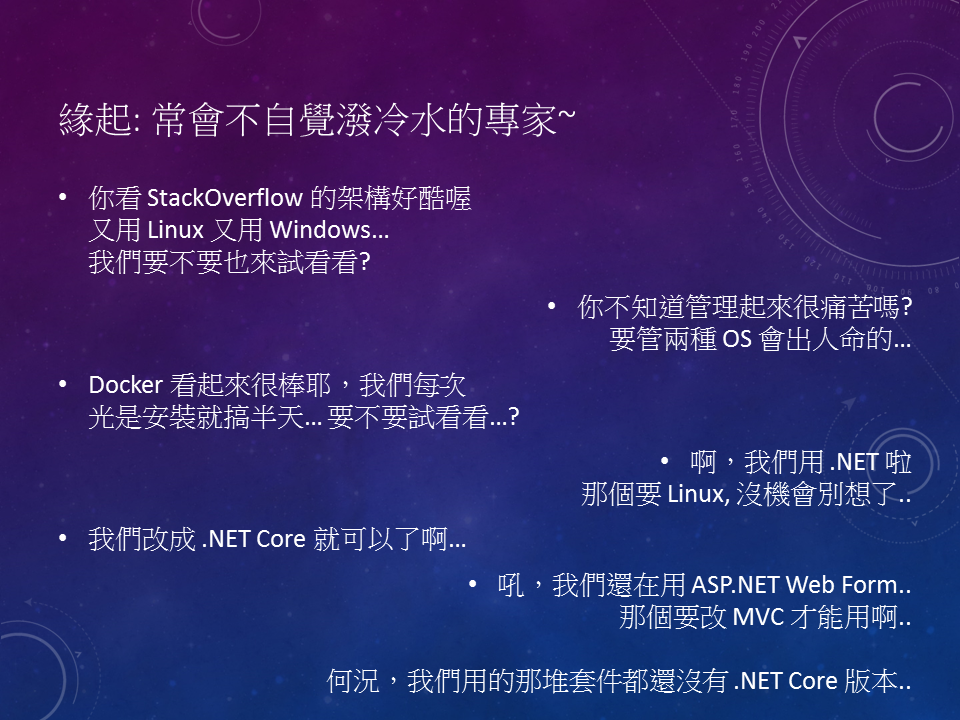 緣起: 常會不自覺潑冷水的專家~
• 你看 StackOverflow 的架構好酷喔
又用 Linux 又用 Windows…
我們要不要也來試看看?
• 你不知道管理起來很痛苦嗎?
要管兩種 OS 會出人命的…
• Docker 看起來很棒耶，我們每次
光是安裝就搞半天… 要不要試看看…?
• 啊，我們用 .NET 啦
那個要 Linux, 沒機會別想了..
• 我們改成 .NET Core 就可以了啊…
• 吼，我們還在用 ASP.NET Web Form..
那個要改 MVC 才能用啊..
何況，我們用的那堆套件都還沒有 .NET Core 版本..